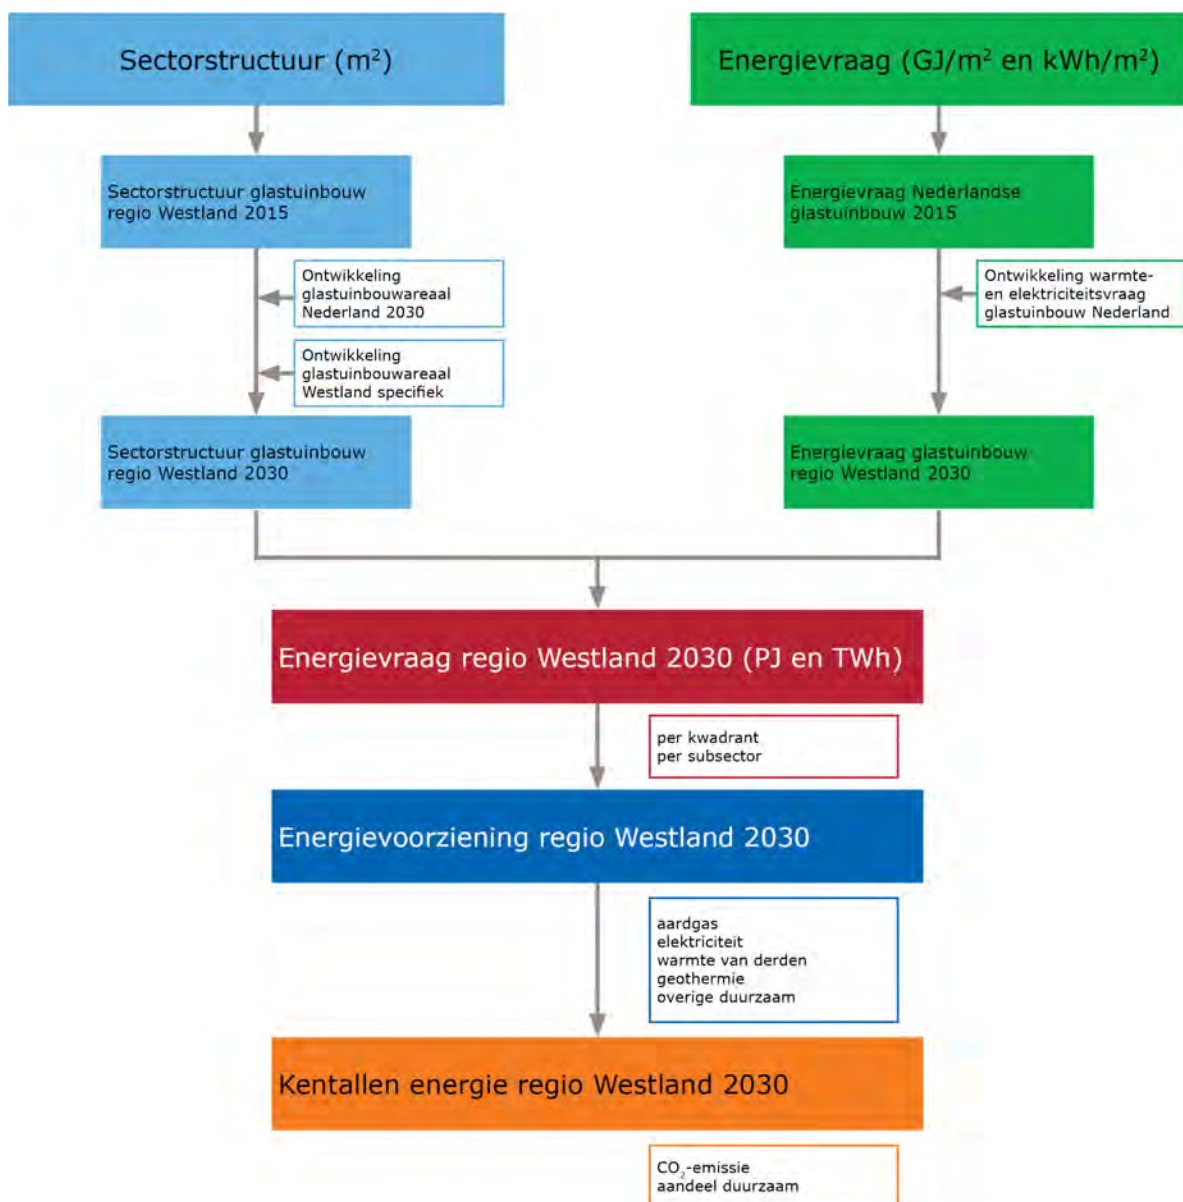 Sectorstructuur (m²)
Energievraag (GJ/m² en kWh/m²)
Sectorstructuur glastuinbouw
regio Westland 2015
Energievraag Nederlandse
glastuinbouw 2015
Ontwikkeling
glastuinbouwareaal
Nederland 2030
Ontwikkeling warmte-
en elektriciteitsvraag
glastuinbouw Nederland
Ontwikkeling
glastuinbouwareaal
Westland specifiek
Sectorstructuur glastuinbouw
regio Westland 2030
Energievraag glastuinbouw
regio Westland 2030
Energievraag regio Westland 2030 (PJ en TWh)
per kwadrant
per subsector
Energievoorziening regio Westland 2030
aardgas
elektriciteit
warmte van derden
geothermie
overige duurzaam
Kentallen energie regio Westland 2030
CO₂-emissie
aandeel duurzaam